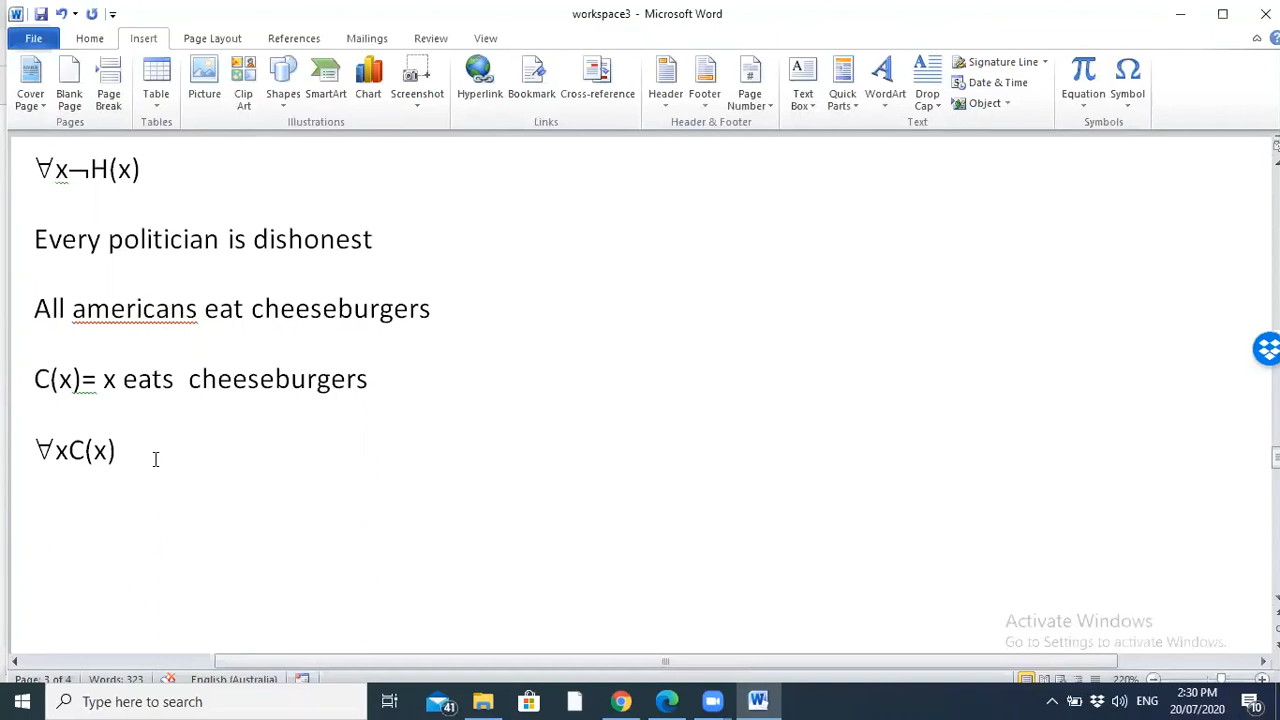 workspace3 - Microsoft Word
File Home Insert Page Layout References Mailings Review View
Cover Page Blank Page Page Break Table Picture Clip Art Shapes SmartArt Chart Screenshot Hyperlink Bookmark Cross-reference Header Footer Page Number Text Box Quick Parts WordArt Drop Cap Signature Line Date & Time Object Equation Symbol
Pages Tables Illustrations Links Header & Footer Text Symbols
∀x¬H(x)
Every politician is dishonest
All americans eat cheeseburgers
C(x)= x eats  cheeseburgers
∀xC(x)
Activate Windows
Go to Settings to activate Windows.
Page: 3 of 4 Words: 323 English (Australia) 220%
Type here to search 41 ENG 2:30 PM 20/07/2020 10